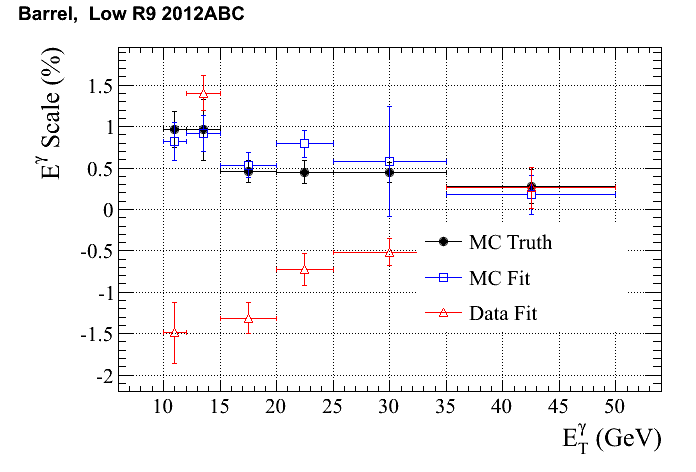 Barrel,  Low R9 2012ABC
E^γ Scale (%)
1.5
1
0.5
0
-0.5
-1
-1.5
-2
MC Truth
MC Fit
Data Fit
10 15 20 25 30 35 40 45 50
E_T^γ (GeV)